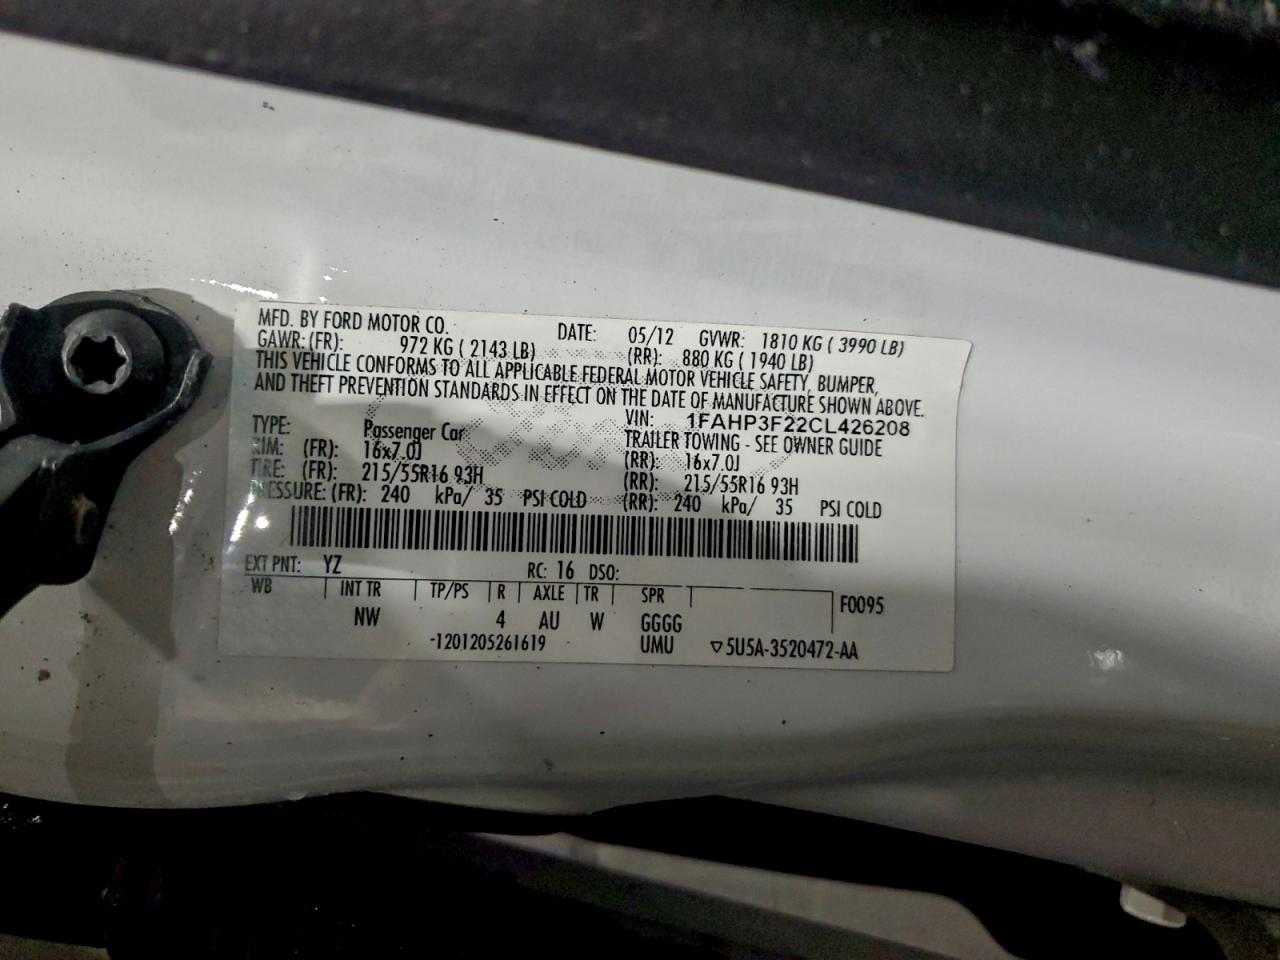 MFD. BY FORD MOTOR CO. DATE: 05/12 GVWR: 1810 KG ( 3990 LB)
GAWR: (FR): 972 KG ( 2143 LB) (RR): 880 KG ( 1940 LB)
THIS VEHICLE CONFORMS TO ALL APPLICABLE FEDERAL MOTOR VEHICLE SAFETY, BUMPER,
AND THEFT PREVENTION STANDARDS IN EFFECT ON THE DATE OF MANUFACTURE SHOWN ABOVE.
VIN: 1FAHP3F22CL426208
TYPE: Passenger Car TRAILER TOWING - SEE OWNER GUIDE
RIM: (FR): 16x7.0J (RR): 16x7.0J
TIRE: (FR): 215/55R16 93H (RR): 215/55R16 93H
PRESSURE: (FR): 240 kPa/ 35 PSI COLD (RR): 240 kPa/ 35 PSI COLD
EXT PNT: YZ RC: 16 DSO:
WB INT TR TP/PS R AXLE TR SPR F0095
NW 4 AU W GGGG
-1201205261619 UMU ▽5U5A-3520472-AA